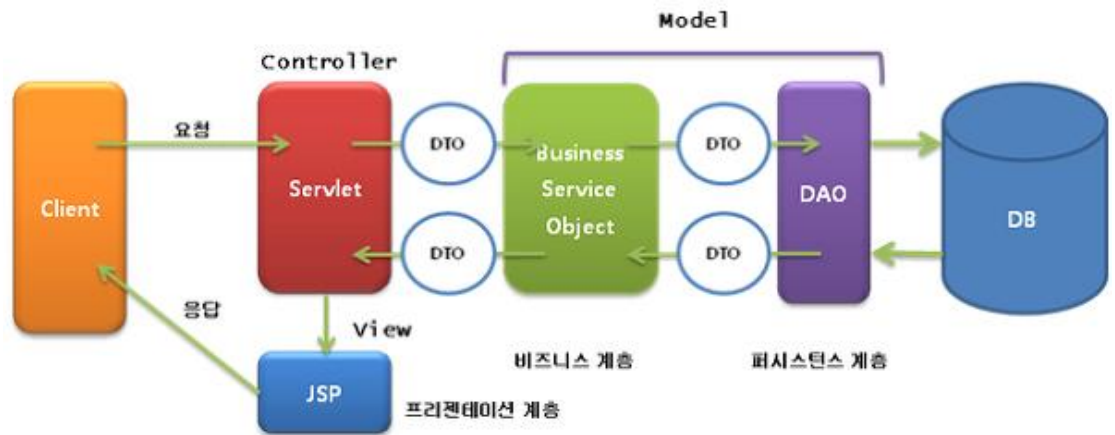 Model
Controller
요청
Client
Servlet
DTO
Business
Service
Object
DTO
DAO
DB
DTO
DTO
응답
View
JSP
프리젠테이션 계층
비즈니스 계층
퍼시스턴스 계층